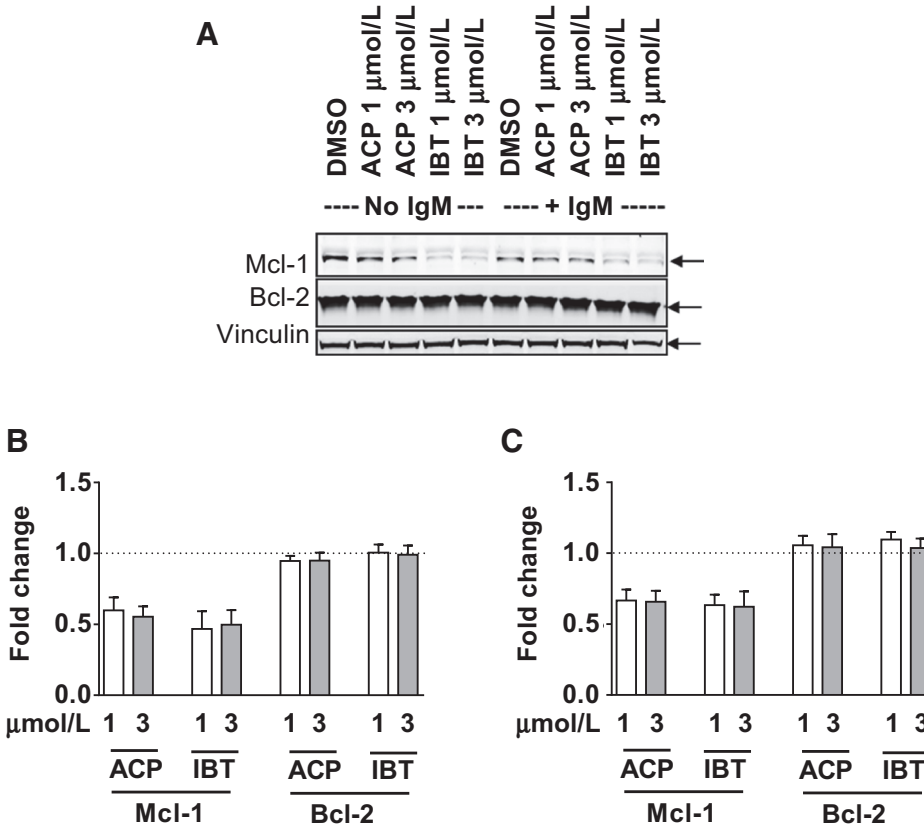 A
DMSO
ACP 1 μmol/L
ACP 3 μmol/L
IBT 1 μmol/L
IBT 3 μmol/L
DMSO
ACP 1 μmol/L
ACP 3 μmol/L
IBT 1 μmol/L
IBT 3 μmol/L
---- No IgM --- ---- + IgM -----
Mcl-1
Bcl-2
Vinculin
B
Fold change
1.5
1.0
0.5
0.0
μmol/L 1 3 1 3 1 3 1 3
ACP IBT ACP IBT
Mcl-1 Bcl-2
C
Fold change
1.5
1.0
0.5
0.0
μmol/L 1 3 1 3 1 3 1 3
ACP IBT ACP IBT
Mcl-1 Bcl-2